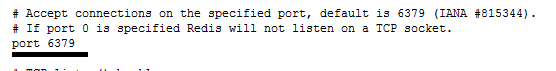 # Accept connections on the specified port, default is 6379 (IANA #815344).
# If port 0 is specified Redis will not listen on a TCP socket.
port 6379